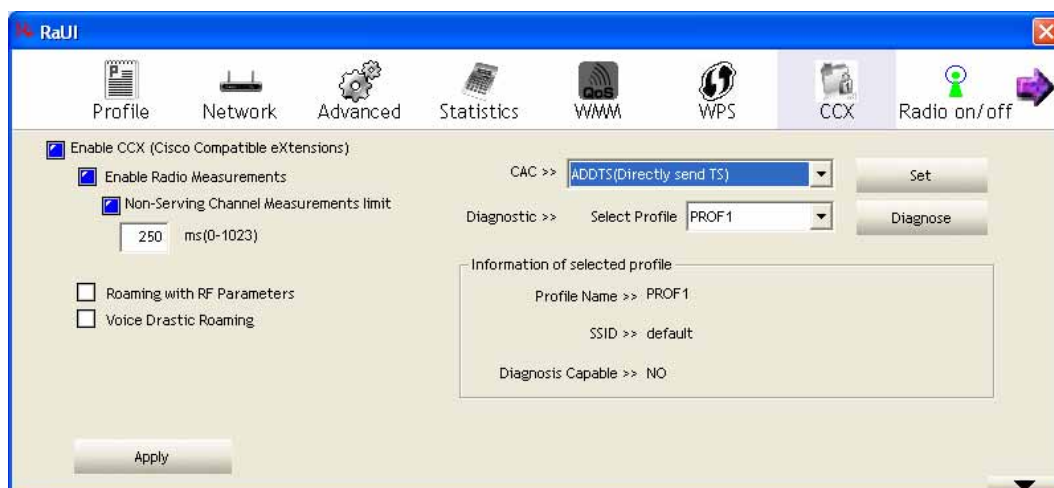 RaUI
Profile
Network
Advanced
Statistics
QoS
WMM
WPS
CCX
Radio on/off
Enable CCX (Cisco Compatible eXtensions)
Enable Radio Measurements
Non-Serving Channel Measurements limit
250 ms(0-1023)
Roaming with RF Parameters
Voice Drastic Roaming
Apply
CAC >> ADDTS(Directly send TS) Set
Diagnostic >> Select Profile PROF1 Diagnose
Information of selected profile
Profile Name >> PROF1
SSID >> default
Diagnosis Capable >> NO